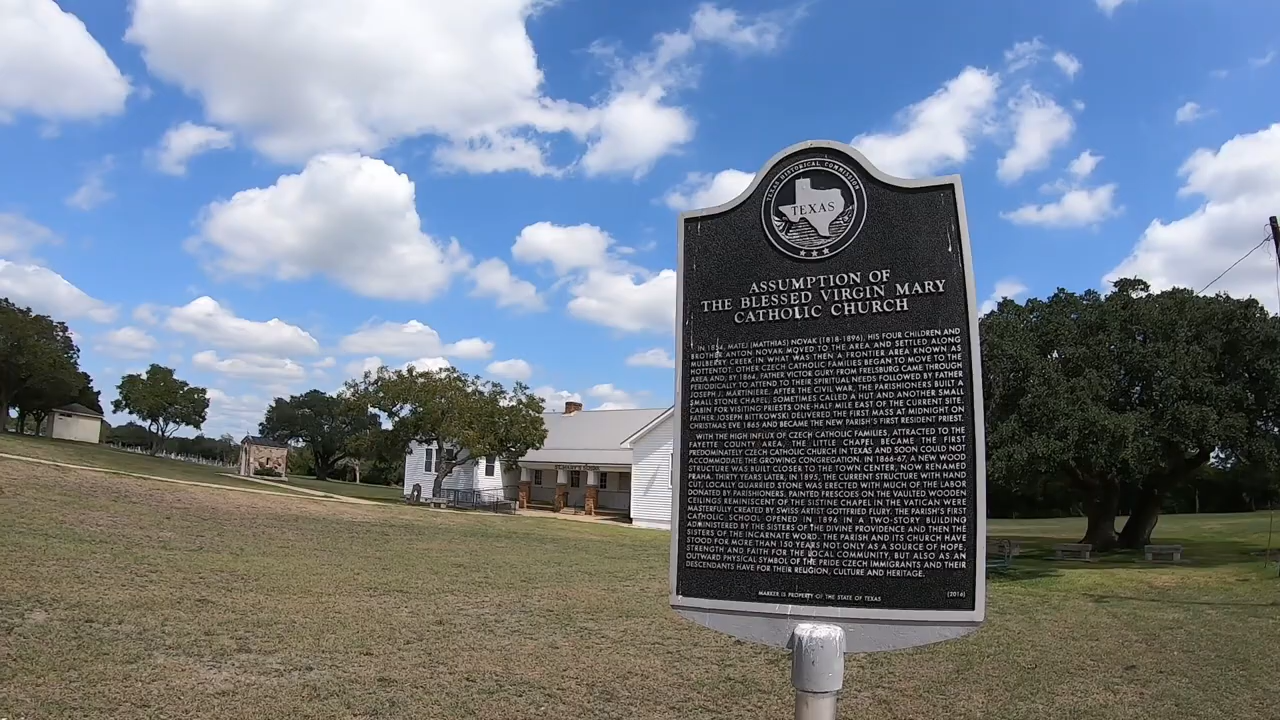 TEXAS HISTORICAL COMMISSION
TEXAS
ASSUMPTION OF
THE BLESSED VIRGIN MARY
CATHOLIC CHURCH
IN 1854, MATEJ (MATTHIAS) NOVAK (1818-1896), HIS FOUR CHILDREN AND
BROTHER ANTON NOVAK MOVED TO THE AREA AND SETTLED ALONG
MULBERRY CREEK IN WHAT WAS THEN A FRONTIER AREA KNOWN AS
HOTTENTOT. OTHER CZECH CATHOLIC FAMILIES BEGAN TO MOVE TO THE
AREA AND, BY 1864, FATHER VICTOR GURY FROM FRELSBURG CAME THROUGH
PERIODICALLY TO ATTEND TO THEIR SPIRITUAL NEEDS FOLLOWED BY FATHER
JOSEPH J. MARTINIERE. AFTER THE CIVIL WAR, THE PARISHIONERS BUILT A
SMALL STONE CHAPEL, SOMETIMES CALLED A HUT AND ANOTHER SMALL
CABIN FOR VISITING PRIESTS ONE-HALF MILE EAST OF THE CURRENT SITE.
FATHER JOSEPH BITTKOWSKI DELIVERED THE FIRST MASS AT MIDNIGHT ON
CHRISTMAS EVE 1865 AND BECAME THE NEW PARISH'S FIRST RESIDENT PRIEST.
WITH THE HIGH INFLUX OF CZECH CATHOLIC FAMILIES, ATTRACTED TO THE
FAYETTE COUNTY AREA, THE LITTLE CHAPEL BECAME THE FIRST
PREDOMINATELY CZECH CATHOLIC CHURCH IN TEXAS AND SOON COULD NOT
ACCOMMODATE THE GROWING CONGREGATION. IN 1866-67, A NEW WOOD
STRUCTURE WAS BUILT CLOSER TO THE TOWN CENTER, NOW RENAMED
PRAHA. THIRTY YEARS LATER, IN 1895, THE CURRENT STRUCTURE WITH HAND
CUT, LOCALLY QUARRIED STONE WAS ERECTED WITH MUCH OF THE LABOR
DONATED BY PARISHIONERS. PAINTED FRESCOES ON THE VAULTED WOODEN
CEILINGS REMINISCENT OF THE SISTINE CHAPEL IN THE VATICAN WERE
MASTERFULLY CREATED BY SWISS ARTIST GOTTFRIED FLURY. THE PARISH'S FIRST
CATHOLIC SCHOOL OPENED IN 1896 IN A TWO-STORY BUILDING
ADMINISTERED BY THE SISTERS OF THE DIVINE PROVIDENCE AND THEN THE
SISTERS OF THE INCARNATE WORD. THE PARISH AND ITS CHURCH HAVE
STOOD FOR MORE THAN 150 YEARS NOT ONLY AS A SOURCE OF HOPE,
STRENGTH AND FAITH FOR THE LOCAL COMMUNITY, BUT ALSO AS AN
OUTWARD PHYSICAL SYMBOL OF THE PRIDE CZECH IMMIGRANTS AND THEIR
DESCENDANTS HAVE FOR THEIR RELIGION, CULTURE AND HERITAGE.
(2016)
MARKER IS PROPERTY OF THE STATE OF TEXAS